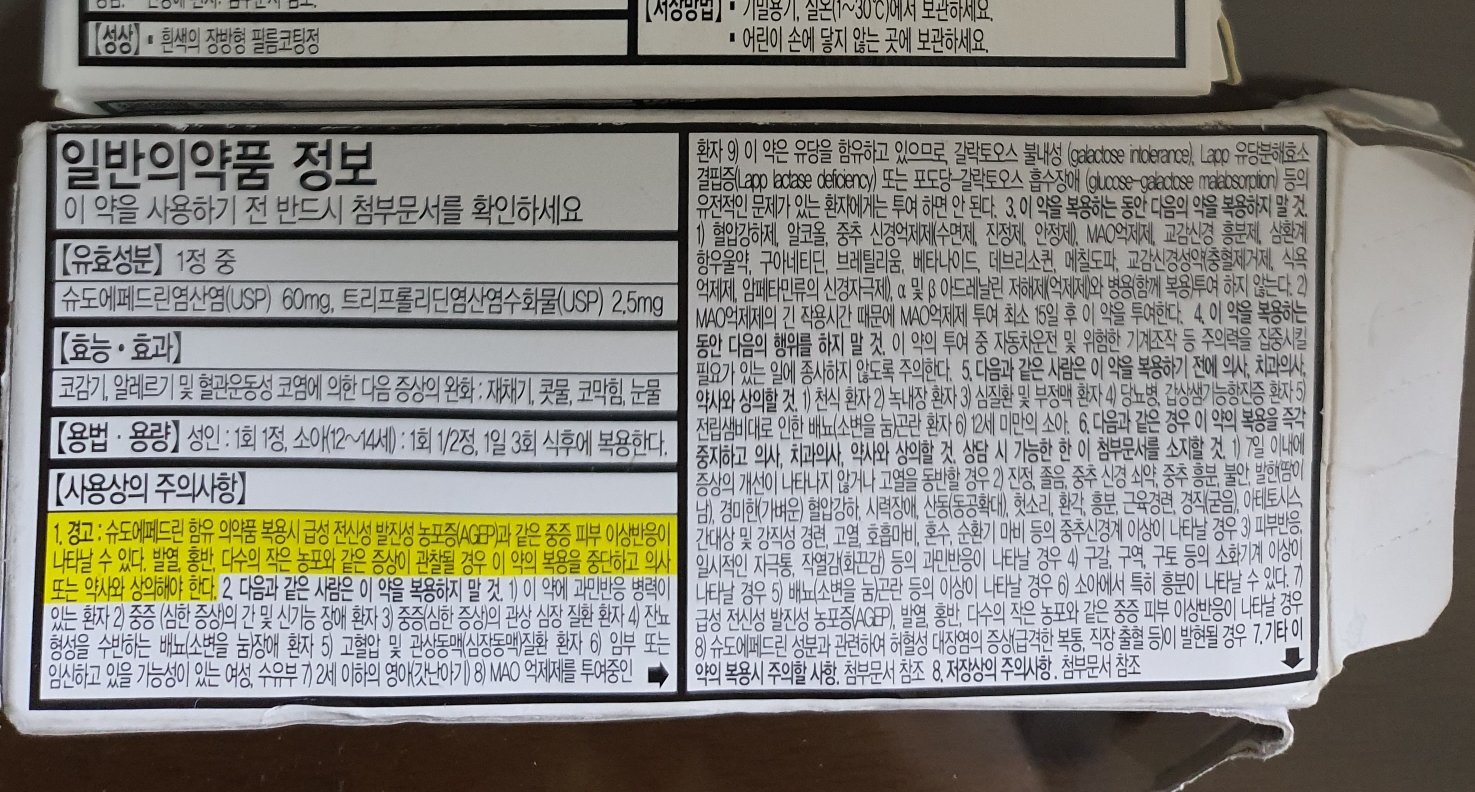 【성상】 ▪ 흰색의 장방형 필름코팅정
【저장방법】 ▪ 기밀용기, 실온(1~30℃)에서 보관하세요.
▪ 어린이 손에 닿지 않는 곳에 보관하세요.
일반의약품 정보
이 약을 사용하기 전 반드시 첨부문서를 확인하세요
【유효성분】 1정 중
슈도에페드린염산염(USP) 60mg, 트리프롤리딘염산염수화물(USP) 2.5mg
【효능·효과】
코감기, 알레르기 및 혈관운동성 코염에 의한 다음 증상의 완화 : 재채기, 콧물, 코막힘, 눈물
【용법·용량】 성인 : 1회 1정, 소아(12~14세) : 1회 1/2정, 1일 3회 식후에 복용한다.
【사용상의 주의사항】
1. 경고 : 슈도에페드린 함유 의약품 복용시 급성 전신성 발진성 농포증(AGEP)과 같은 중증 피부 이상반응이
나타날 수 있다. 발열, 홍반, 다수의 작은 농포와 같은 증상이 관찰될 경우 이 약의 복용을 중단하고 의사
또는 약사와 상의해야 한다. 2. 다음과 같은 사람은 이 약을 복용하지 말 것. 1) 이 약에 과민반응 병력이
있는 환자 2) 중증 (심한 증상)의 간 및 신기능 장애 환자 3) 중증(심한 증상)의 관상 심장 질환 환자 4) 잔뇨
형성을 수반하는 배뇨(소변을 눔)장애 환자 5) 고혈압 및 관상동맥(심장동맥)질환 환자 6) 임부 또는
임신하고 있을 가능성이 있는 여성, 수유부 7) 2세 이하의 영아(갓난아기) 8) MAO 억제제를 투여중인
환자 9) 이 약은 유당을 함유하고 있으므로, 갈락토오스 불내성 (galactose intolerance), Lapp 유당분해효소
결핍증(Lapp lactase deficiency) 또는 포도당-갈락토오스 흡수장애 (glucose-galactose malabsorption) 등의
유전적인 문제가 있는 환자에게는 투여 하면 안 된다. 3. 이 약을 복용하는 동안 다음의 약을 복용하지 말 것.
1) 혈압강하제, 알코올, 중추 신경억제제(수면제, 진정제, 안정제), MAO억제제, 교감신경 흥분제, 삼환계
항우울약, 구아네티딘, 브레틸리움, 베타니이드, 데브리소퀸, 메칠도파, 교감신경성약(충혈제거제, 식욕
억제제, 암페타민류의 신경자극제), α 및 β 아드레날린 저해제(억제제)와 병용(함께 복용)투여 하지 않는다. 2)
MAO억제제의 긴 작용시간 때문에 MAO억제제 투여 최소 15일 후 이 약을 투여한다. 4. 이 약을 복용하는
동안 다음의 행위를 하지 말 것. 이 약의 투여 중 자동차운전 및 위험한 기계조작 등 주의력을 집중시킬
필요가 있는 일에 종사하지 않도록 주의한다. 5. 다음과 같은 사람은 이 약을 복용하기 전에 의사, 치과의사,
약사와 상의할 것. 1) 천식 환자 2) 녹내장 환자 3) 심질환 및 부정맥 환자 4) 당뇨병, 갑상샘기능항진증 환자 5)
전립샘비대로 인한 배뇨(소변을 눔)곤란 환자 6) 12세 미만의 소아. 6. 다음과 같은 경우 이 약의 복용을 즉각
중지하고 의사, 치과의사, 약사와 상의할 것. 상담 시 가능한 한 이 첨부문서를 소지할 것. 1) 7일 이내에
증상의 개선이 나타나지 않거나 고열을 동반할 경우 2) 진정, 졸음, 중추 신경 쇠약, 중추 흥분, 불안, 발한(땀이
남), 경미한(가벼운) 혈압강하, 시력장애, 산동(동공확대), 헛소리, 환각, 흥분, 근육경련, 경직(굳음), 아테토시스,
간대상 및 강직성 경련, 고열, 호흡마비, 혼수, 순환기 마비 등의 중추신경계 이상이 나타날 경우 3) 피부반응,
일시적인 자극통, 작열감(화끈감) 등의 과민반응이 나타날 경우 4) 구갈, 구역, 구토 등의 소화기계 이상이
나타날 경우 5) 배뇨(소변을 눔)곤란 등의 이상이 나타날 경우 6) 소아에서 특히 흥분이 나타날 수 있다. 7)
급성 전신성 발진성 농포증(AGEP), 발열, 홍반, 다수의 작은 농포와 같은 중증 피부 이상반응이 나타날 경우
8) 슈도에페드린 성분과 관련하여 허혈성 대장염의 증상(급격한 복통, 직장 출혈 등)이 발현될 경우 7. 기타 이
약의 복용시 주의할 사항. 첨부문서 참조 8. 저장상의 주의사항. 첨부문서 참조